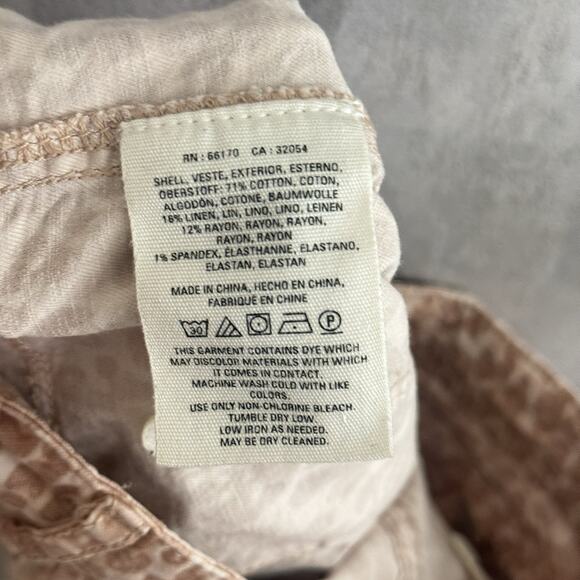 RN : 66170 CA : 32054
SHELL, VESTE, EXTERIOR, ESTERNO,
OBERSTOFF: 71% COTTON, COTON,
ALGODÓN, COTONE, BAUMWOLLE
16% LINEN, LIN, LINO, LINO, LEINEN
12% RAYON, RAYON, RAYON,
RAYON, RAYON
1% SPANDEX, ÉLASTHANNE, ELASTANO,
ELASTAN, ELASTAN
MADE IN CHINA, HECHO EN CHINA,
FABRIQUÉ EN CHINE
30 P
THIS GARMENT CONTAINS DYE WHICH
MAY DISCOLOR MATERIALS WITH WHICH
IT COMES IN CONTACT.
MACHINE WASH COLD WITH LIKE
COLORS.
USE ONLY NON-CHLORINE BLEACH.
TUMBLE DRY LOW.
LOW IRON AS NEEDED.
MAY BE DRY CLEANED.